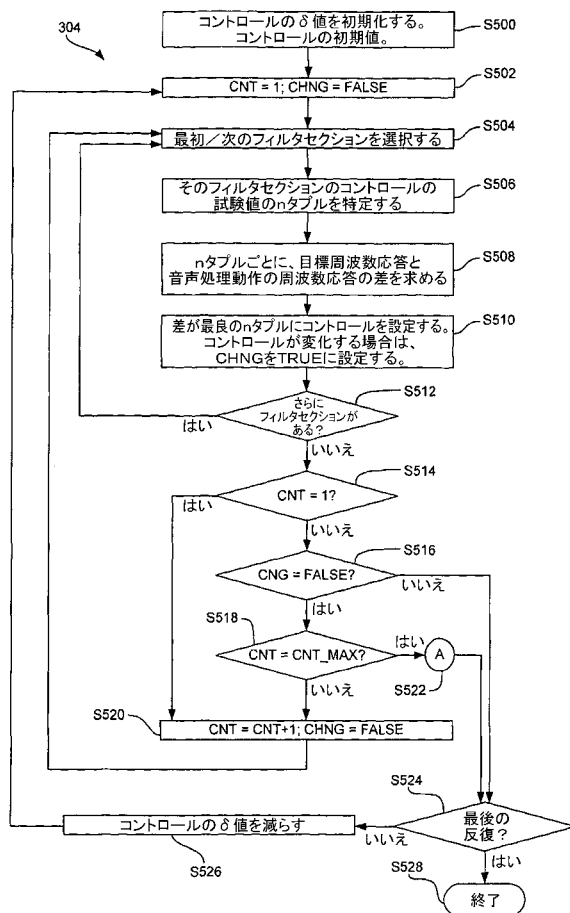 304
コントロールのδ値を初期化する。
コントロールの初期値。
S500
CNT = 1; CHNG = FALSE
S502
最初／次のフィルタセクションを選択する
S504
そのフィルタセクションのコントロールの
試験値のnタプルを特定する
S506
nタプルごとに、目標周波数応答と
音声処理動作の周波数応答の差を求める
S508
差が最良のnタプルにコントロールを設定する。
コントロールが変化する場合は、
CHNGをTRUEに設定する。
S510
さらに
フィルタセクションが
ある？
S512
はい
いいえ
CNT = 1?
S514
はい
いいえ
CNG = FALSE?
S516
いいえ
はい
S518
CNT = CNT_MAX?
はい
A
S522
いいえ
S520
CNT = CNT+1; CHNG = FALSE
S524
最後の
反復？
いいえ
コントロールのδ値を減らす
S526
はい
S528
終了